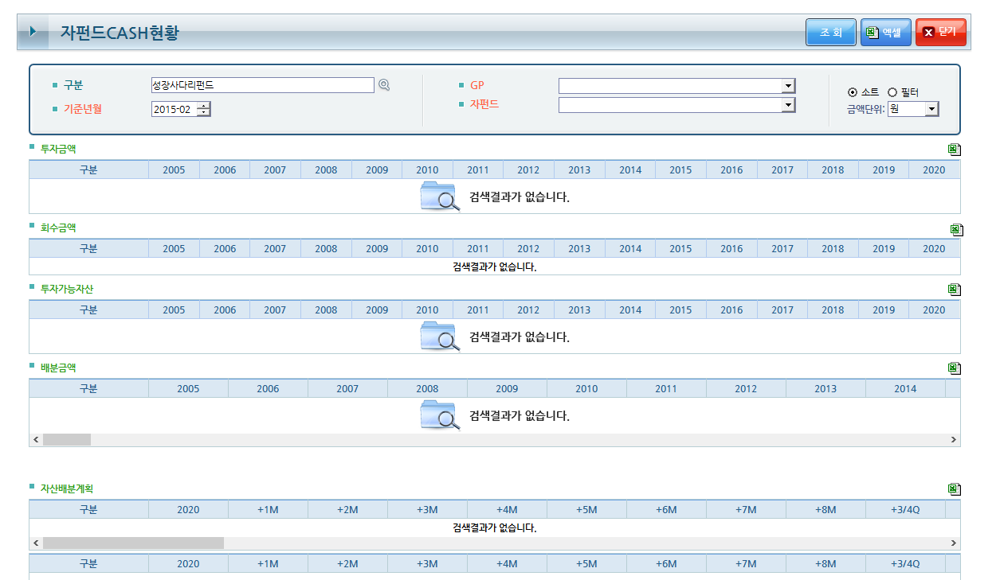 자펀드CASH현황 조 회 엑셀 닫기
구분 성장사다리펀드 GP 소트 필터
기준년월 2015-02 자펀드 금액단위: 원
투자금액
구분 2005 2006 2007 2008 2009 2010 2011 2012 2013 2014 2015 2016 2017 2018 2019 2020
검색결과가 없습니다.
회수금액
구분 2005 2006 2007 2008 2009 2010 2011 2012 2013 2014 2015 2016 2017 2018 2019 2020
검색결과가 없습니다.
투자가능자산
구분 2005 2006 2007 2008 2009 2010 2011 2012 2013 2014 2015 2016 2017 2018 2019 2020
검색결과가 없습니다.
배분금액
구분 2005 2006 2007 2008 2009 2010 2011 2012 2013 2014
검색결과가 없습니다.
자산배분계획
구분 2020 +1M +2M +3M +4M +5M +6M +7M +8M +3/4Q
검색결과가 없습니다.
구분 2020 +1M +2M +3M +4M +5M +6M +7M +8M +3/4Q